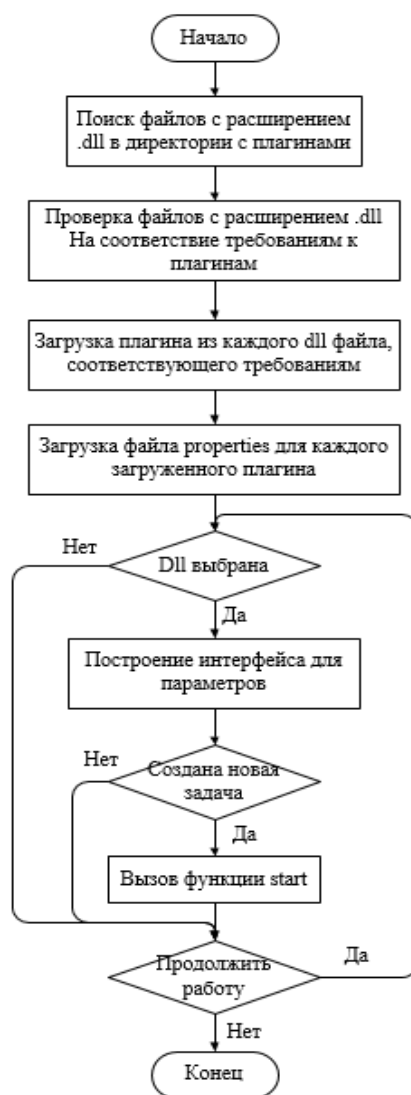 Начало
Поиск файлов с расширением
.dll в директории с плагинами
Проверка файлов с расширением .dll
На соответствие требованиям к
плагинам
Загрузка плагина из каждого dll файла,
соответствующего требованиям
Загрузка файла properties для каждого
загруженного плагина
Нет
Dll выбрана
Да
Построение интерфейса для
параметров
Нет
Создана новая
задача
Да
Вызов функции start
Продолжить
работу
Да
Нет
Конец